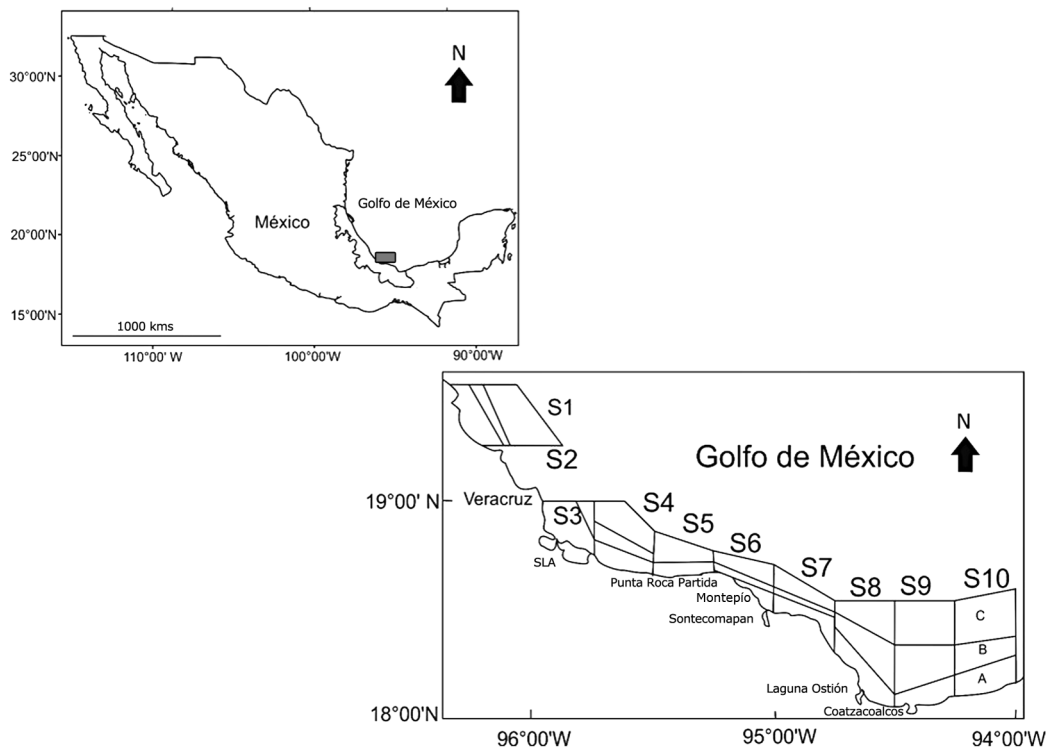 N
30°00'N
25°00'N
Golfo de México
México
20°00'N
15°00'N
1000 kms
110°00' W
100°00' W
90°00' W
S1
N
S2
Golfo de México
19°00' N
Veracruz
S3
S4
S5
S6
SLA
S7
Punta Roca Partida
Montepío
S8
S9
S10
Sontecomapan
C
B
A
Laguna Ostión
Coatzacoalcos
18°00'N
96°00'W
95°00'W
94°00'W